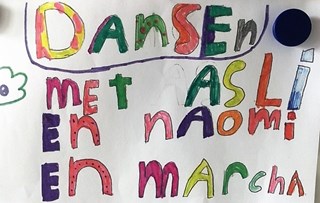 DANSEn
MET ASLi
En nAOmi
En mARchA